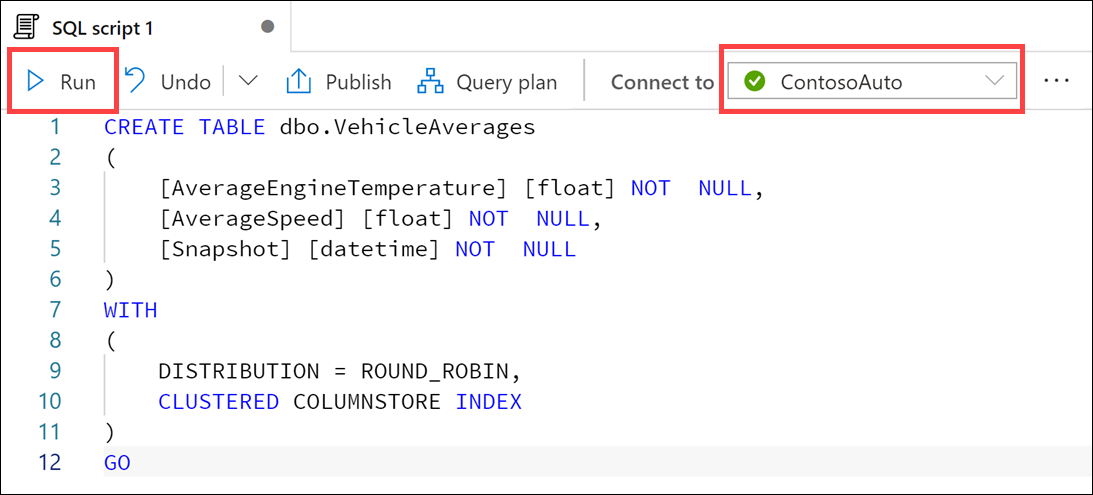 SQL script 1
Run Undo Publish Query plan Connect to ContosoAuto ...
1 CREATE TABLE dbo.VehicleAverages
2 (
3 [AverageEngineTemperature] [float] NOT  NULL,
4 [AverageSpeed] [float] NOT  NULL,
5 [Snapshot] [datetime] NOT  NULL
6 )
7 WITH
8 (
9 DISTRIBUTION = ROUND_ROBIN,
10 CLUSTERED COLUMNSTORE INDEX
11 )
12 GO